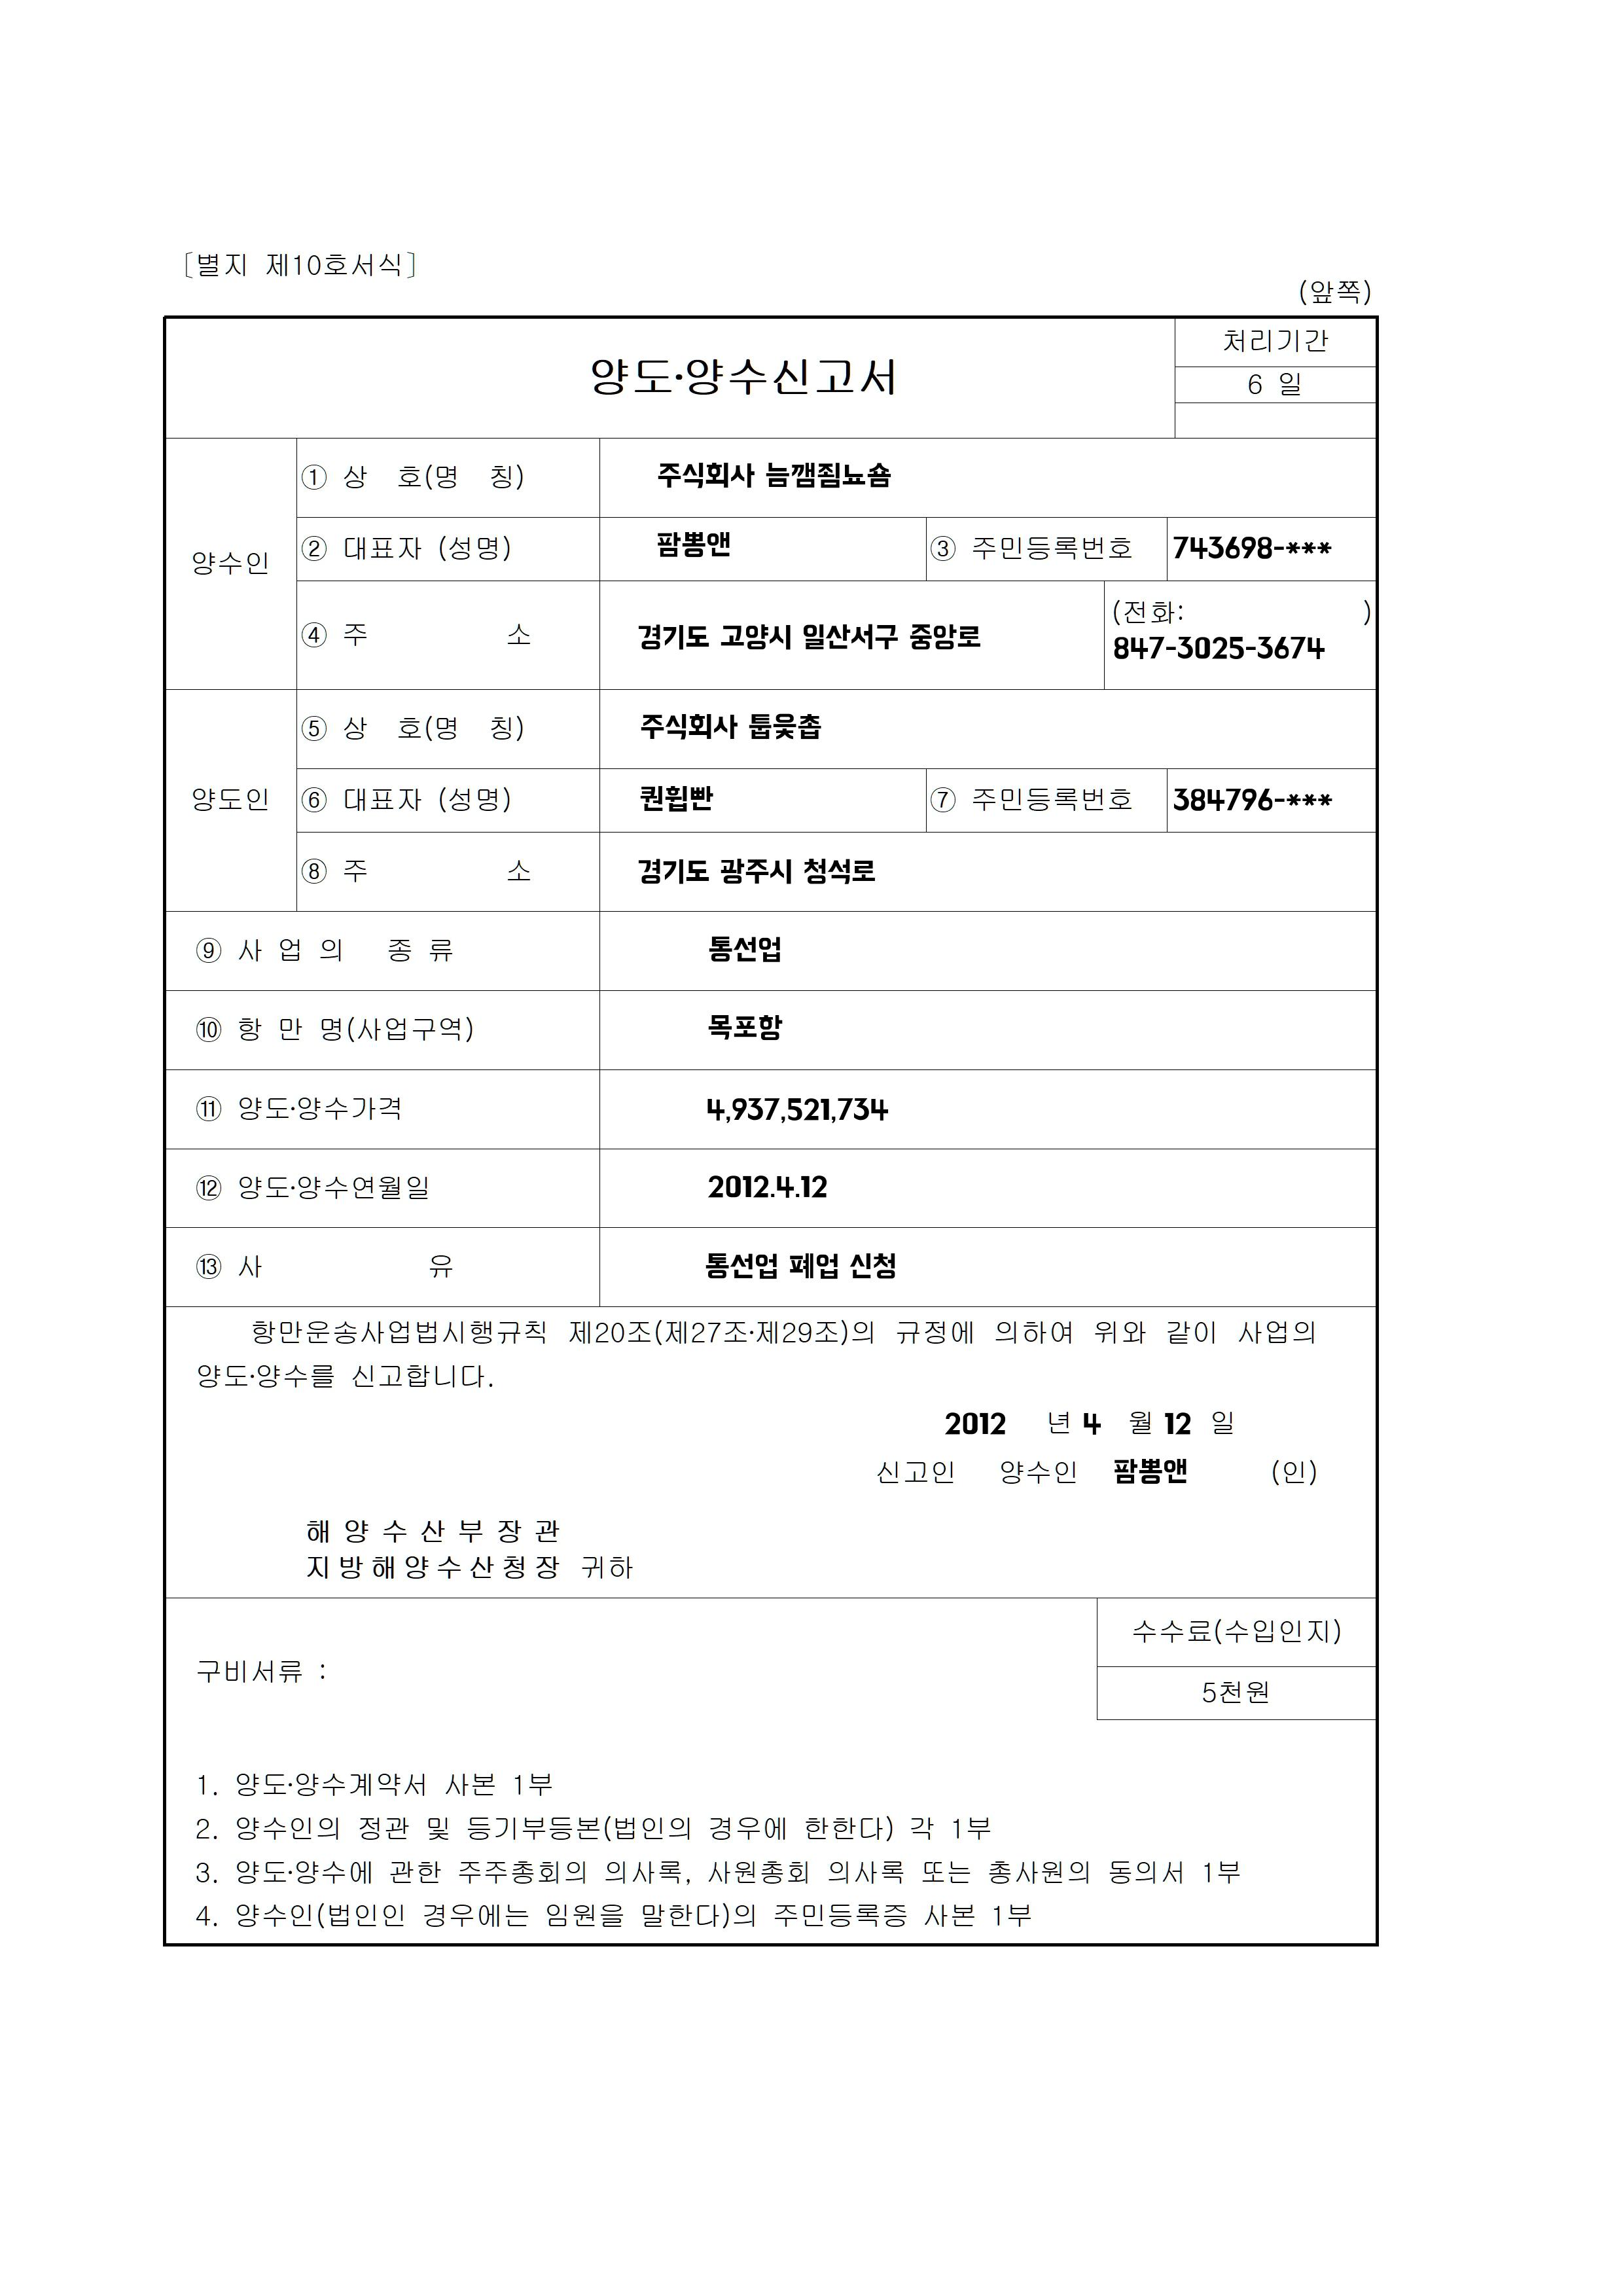 [별지 제10호서식]
(앞쪽)
양도·양수신고서
처리기간
6 일
양수인
① 상 호(명 칭)
주식회사 늠깸죔뇨숌
② 대표자 (성명)
팜뽕앤
③ 주민등록번호
743698-***
④ 주 소
경기도 고양시 일산서구 중앙로
(전화: )
847-3025-3674
양도인
⑤ 상 호(명 칭)
주식회사 툽윷촙
⑥ 대표자 (성명)
퀀휩빤
⑦ 주민등록번호
384796-***
⑧ 주 소
경기도 광주시 청석로
⑨ 사 업 의 종 류
통선업
⑩ 항 만 명(사업구역)
목포항
⑪ 양도·양수가격
4,937,521,734
⑫ 양도·양수연월일
2012.4.12
⑬ 사 유
통선업 폐업 신청
항만운송사업법시행규칙 제20조(제27조·제29조)의 규정에 의하여 위와 같이 사업의
양도·양수를 신고합니다.
2012 년 4 월 12 일
신고인 양수인 팜뽕앤 (인)
해 양 수 산 부 장 관
지방해양수산청장 귀하
수수료(수입인지)
구비서류 :
5천원
1. 양도·양수계약서 사본 1부
2. 양수인의 정관 및 등기부등본(법인의 경우에 한한다) 각 1부
3. 양도·양수에 관한 주주총회의 의사록, 사원총회 의사록 또는 총사원의 동의서 1부
4. 양수인(법인인 경우에는 임원을 말한다)의 주민등록증 사본 1부